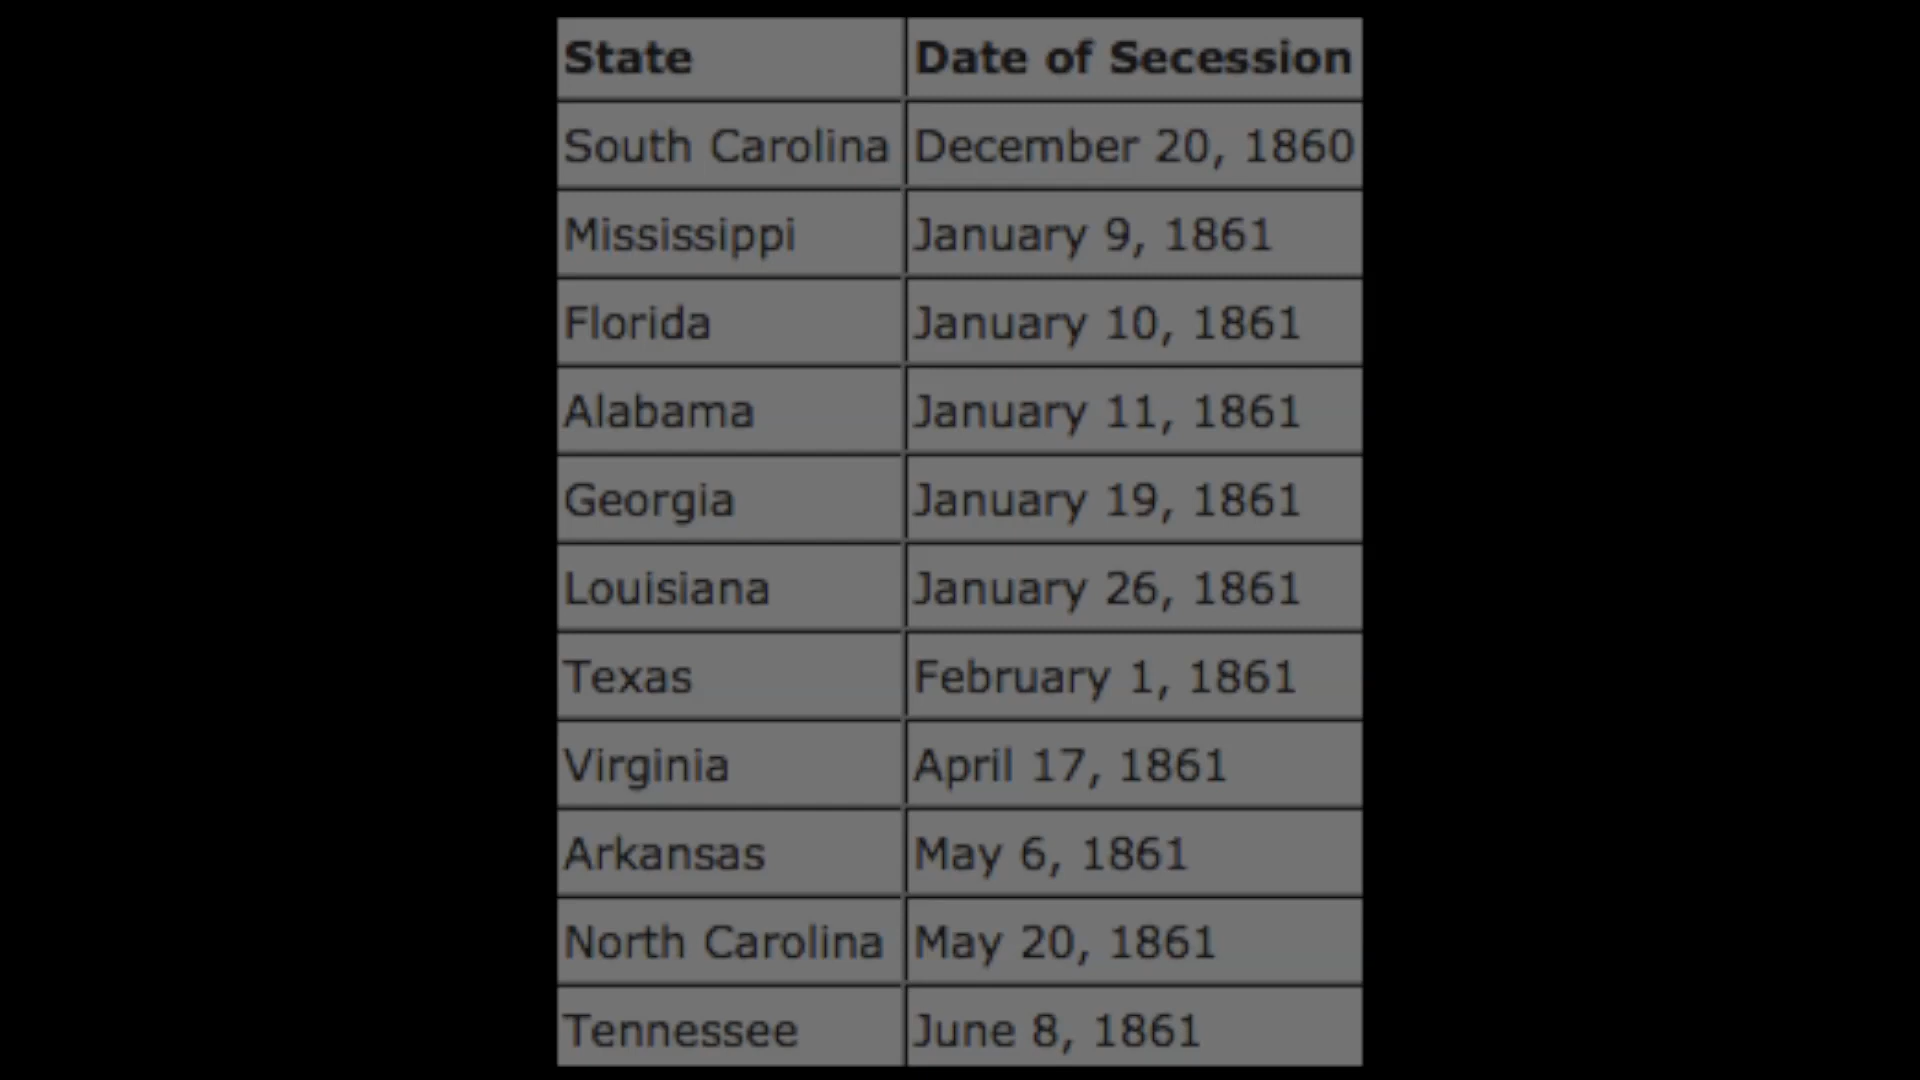 State Date of Secession
South Carolina December 20, 1860
Mississippi January 9, 1861
Florida January 10, 1861
Alabama January 11, 1861
Georgia January 19, 1861
Louisiana January 26, 1861
Texas February 1, 1861
Virginia April 17, 1861
Arkansas May 6, 1861
North Carolina May 20, 1861
Tennessee June 8, 1861